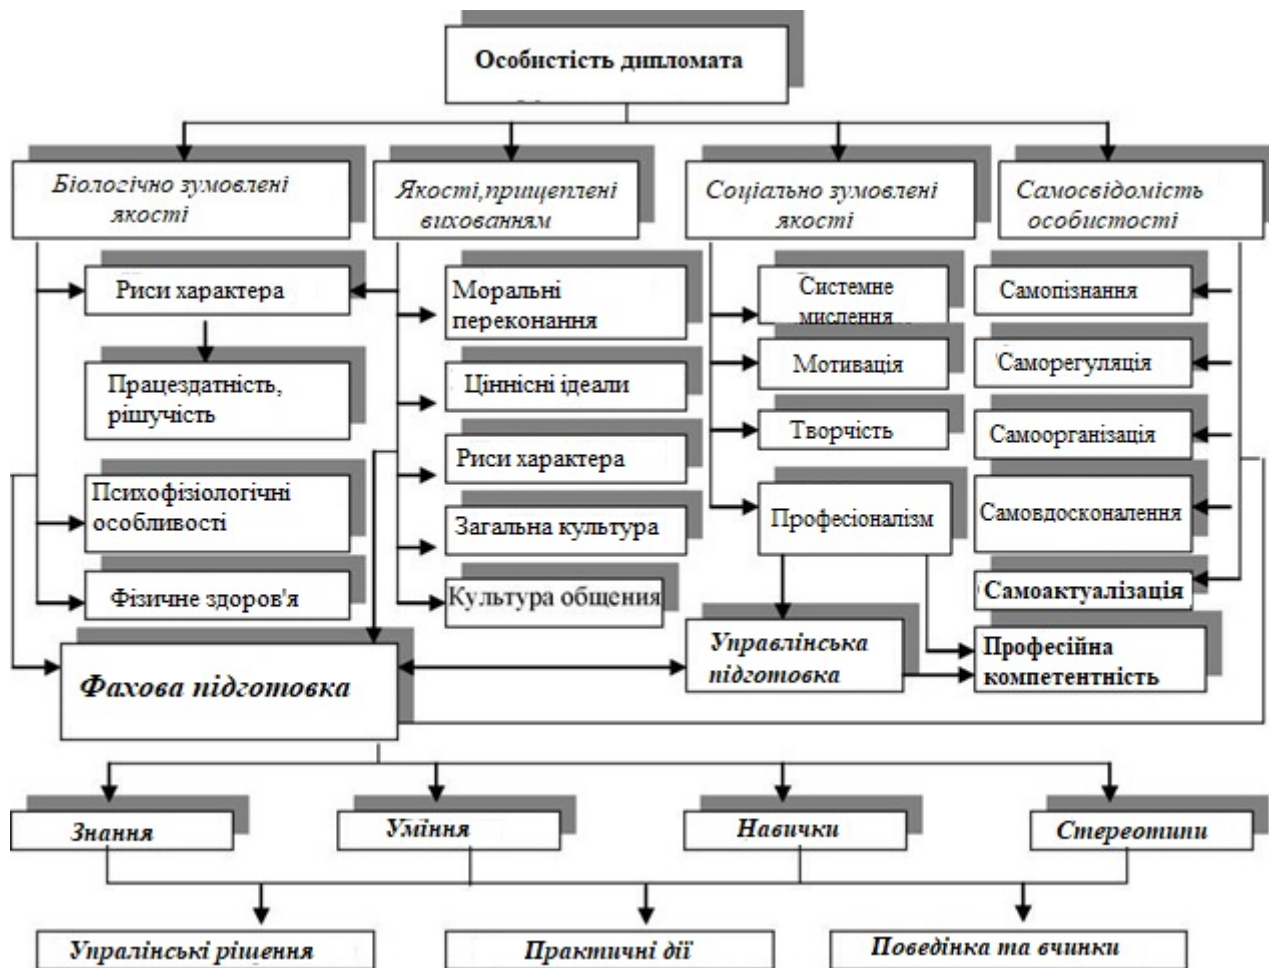 Особистість дипломата
Біологічно зумовлені
якості
Якості,прищеплені
вихованням
Соціально зумовлені
якості
Самосвідомість
особистості
Риси характера
Працездатність,
рішучість
Психофізіологічні
особливості
Фізичне здоров'я
Моральні
переконання
Ціннісні ідеали
Риси характера
Загальна культура
Культура общения
Системне
мислення
Мотивація
Творчість
Професіоналізм
Самопізнання
Саморегуляція
Самоорганізація
Самовдосконалення
Самоактуалізація
Фахова підготовка
Управлінська
підготовка
Професійна
компетентність
Знання
Уміння
Навички
Стереотипи
Упралінські ріщення
Практичні дії
Поведінка та вчинки